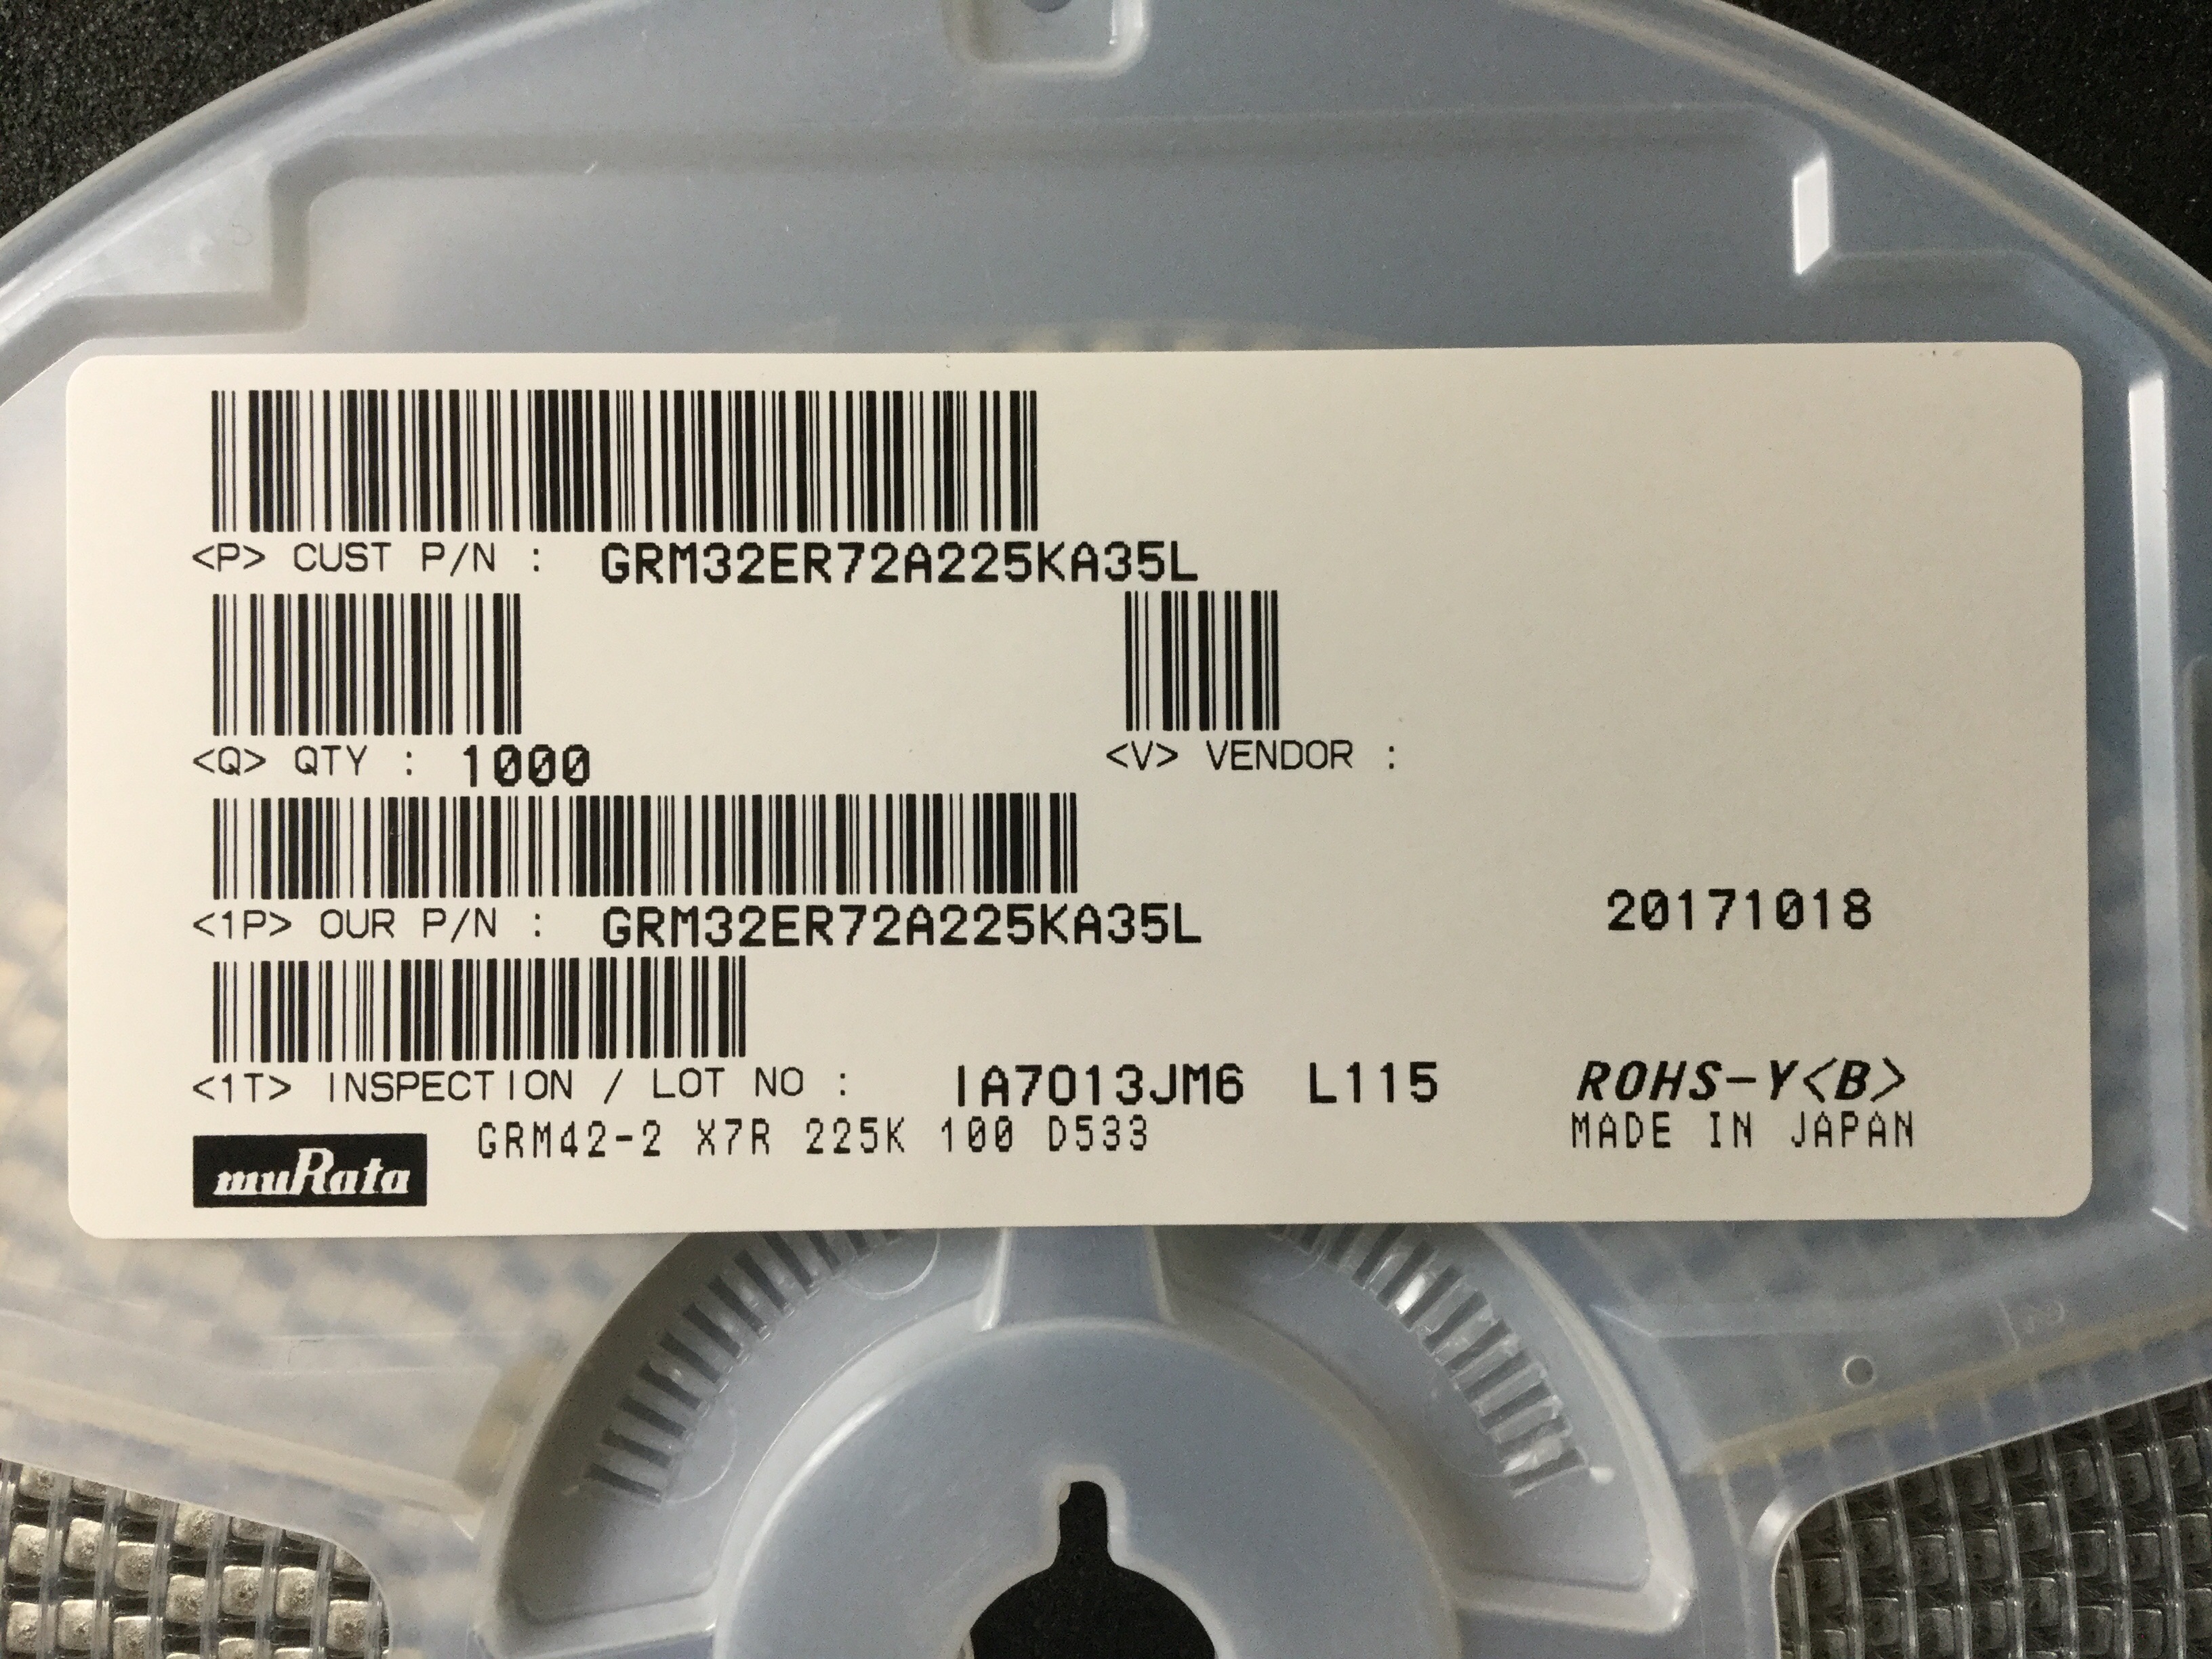 <P> CUST P/N : GRM32ER72A225KA35L
<Q> QTY : 1000
<V> VENDOR :
<1P> OUR P/N : GRM32ER72A225KA35L
20171018
<1T> INSPECTION / LOT NO : IA7013JM6 L115
ROHS-Y<B>
GRM42-2 X7R 225K 100 D533
MADE IN JAPAN
muRata